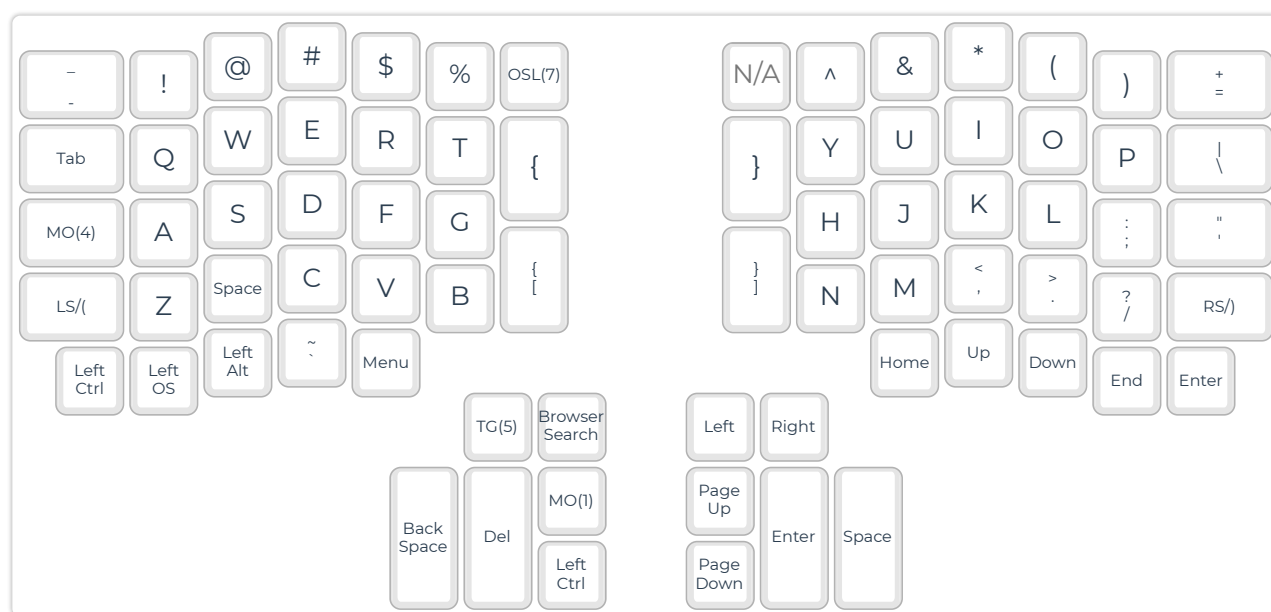 _
-
!
@
#
$
%
OSL(7)
N/A
^
&
*
(
)
+
=
Tab
Q
W
E
R
T
{
}
Y
U
I
O
P
|
\
MO(4)
A
S
D
F
G
H
J
K
L
:
;
"
'
LS/(
Z
Space
C
V
B
{
[
}
]
N
M
<
,
>
.
?
/
RS/)
Left
Ctrl
Left
OS
Left
Alt
~
`
Menu
Home
Up
Down
End
Enter
TG(5)
Browser
Search
Left
Right
Back
Space
Del
MO(1)
Page
Up
Enter
Space
Left
Ctrl
Page
Down